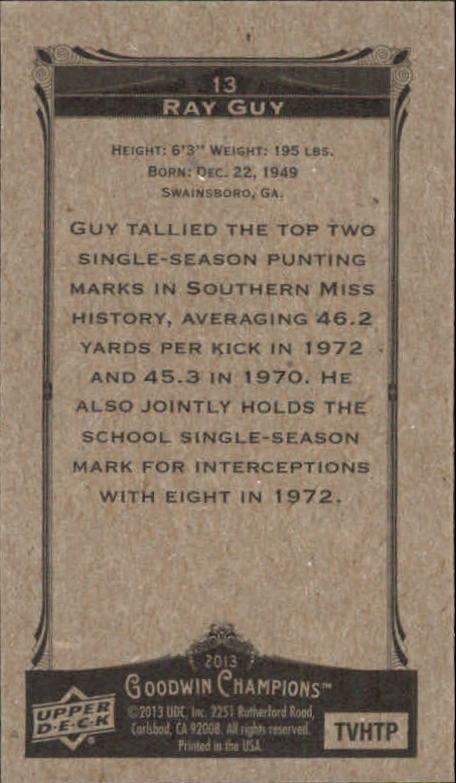 13
RAY GUY
HEIGHT: 6'3" WEIGHT: 195 LBS.
BORN: DEC. 22, 1949
SWAINSBORO, GA.
GUY TALLIED THE TOP TWO
SINGLE-SEASON PUNTING
MARKS IN SOUTHERN MISS
HISTORY, AVERAGING 46.2
YARDS PER KICK IN 1972
AND 45.3 IN 1970. HE
ALSO JOINTLY HOLDS THE
SCHOOL SINGLE-SEASON
MARK FOR INTERCEPTIONS
WITH EIGHT IN 1972.
2013
GOODWIN CHAMPIONS™
UPPER
D·E·C·K
©2013 UDC, Inc. 2251 Rutherford Road,
Carlsbad, CA 92008. All rights reserved.
Printed in the USA.
TVHTP